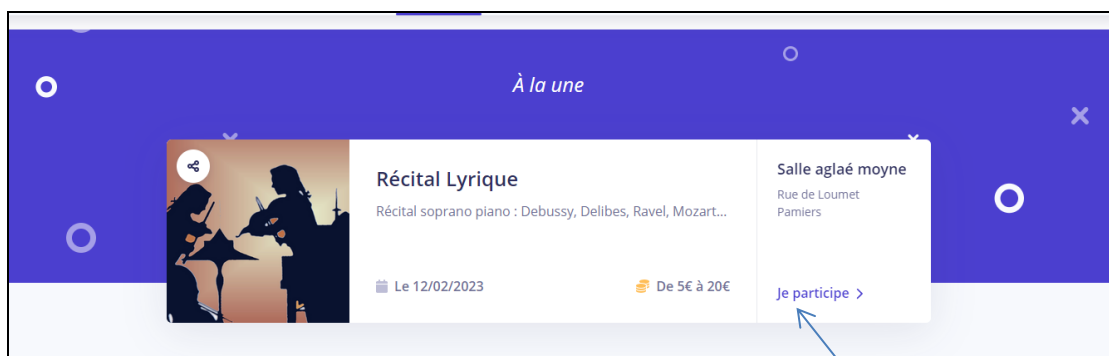 À la une
Récital Lyrique
Récital soprano piano : Debussy, Delibes, Ravel, Mozart...
Le 12/02/2023
De 5€ à 20€
Salle aglaé moyne
Rue de Loumet
Pamiers
Je participe >